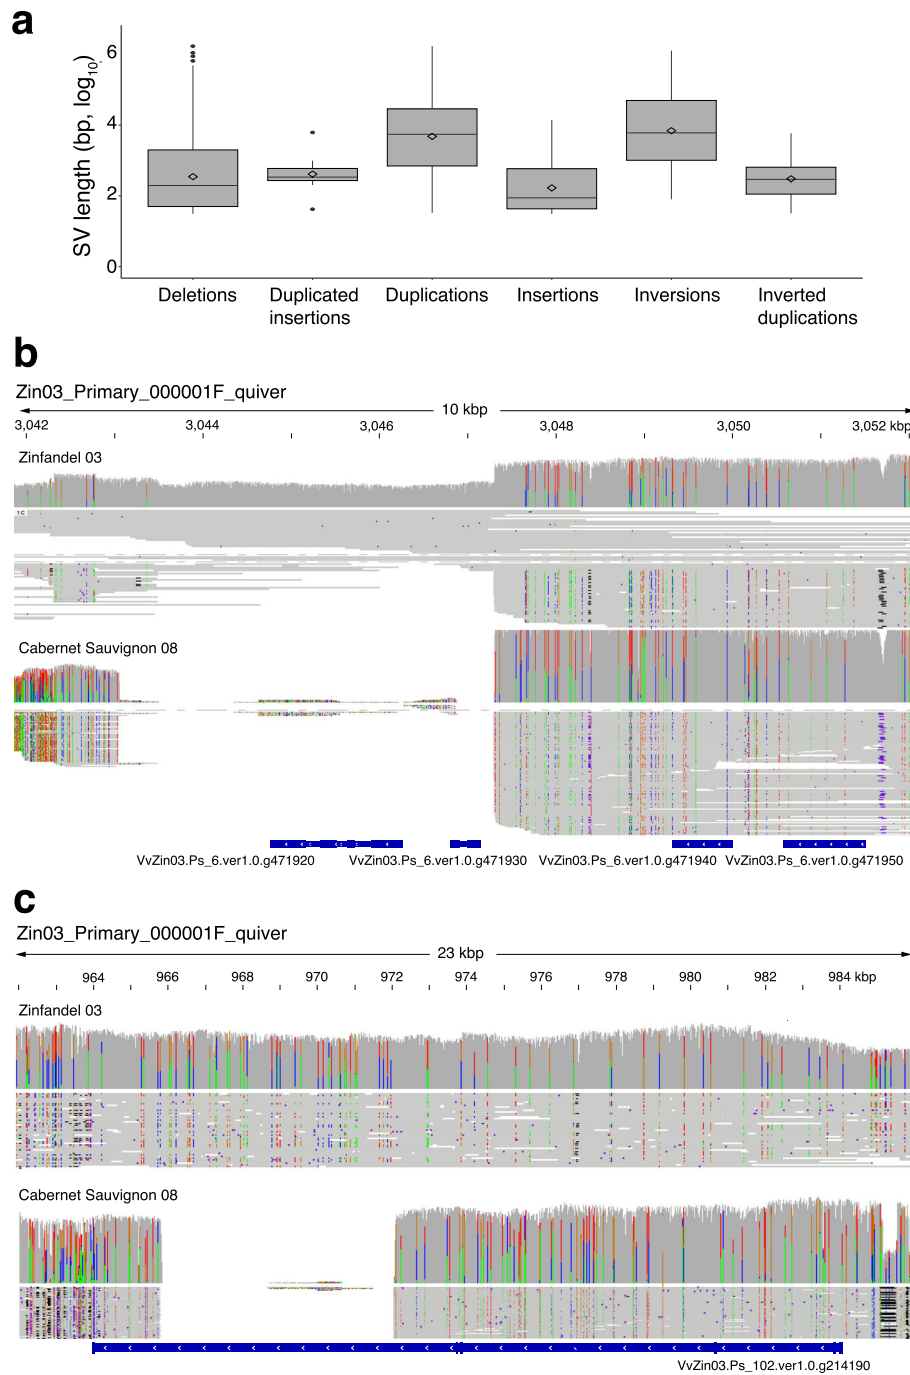 a
SV length (bp, log10)
6
4
2
0
Deletions
Duplicated
insertions
Duplications
Insertions
Inversions
Inverted
duplications
b
Zin03_Primary_000001F_quiver
10 kbp
3,042
3,044
3,046
3,048
3,050
3,052 kbp
Zinfandel 03
Cabernet Sauvignon 08
VvZin03.Ps_6.ver1.0.g471920
VvZin03.Ps_6.ver1.0.g471930
VvZin03.Ps_6.ver1.0.g471940
VvZin03.Ps_6.ver1.0.g471950
c
Zin03_Primary_000001F_quiver
23 kbp
964
966
968
970
972
974
976
978
980
982
984 kbp
Zinfandel 03
Cabernet Sauvignon 08
VvZin03.Ps_102.ver1.0.g214190